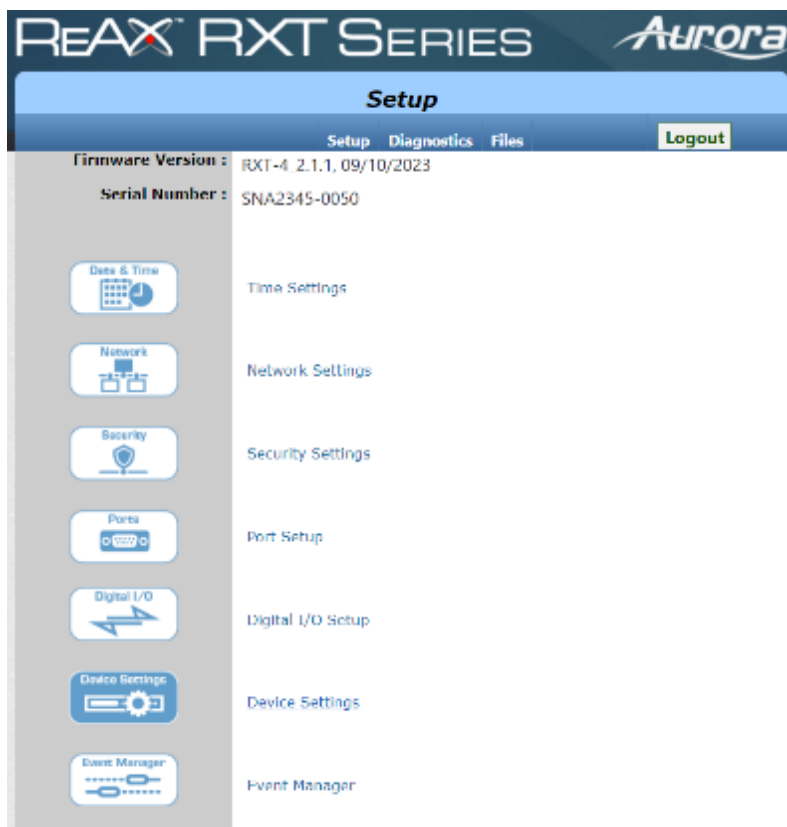 REAX™ RXT SERIES Aurora
Setup
Setup Diagnostics Files Logout
Firmware Version : RXT-4 2.1.1, 09/10/2023
Serial Number : SNA2345-0050
Date & Time
Time Settings
Network
Network Settings
Security
Security Settings
Ports
Port Setup
Digital I/O
Digital I/O Setup
Device Settings
Device Settings
Event Manager
Event Manager